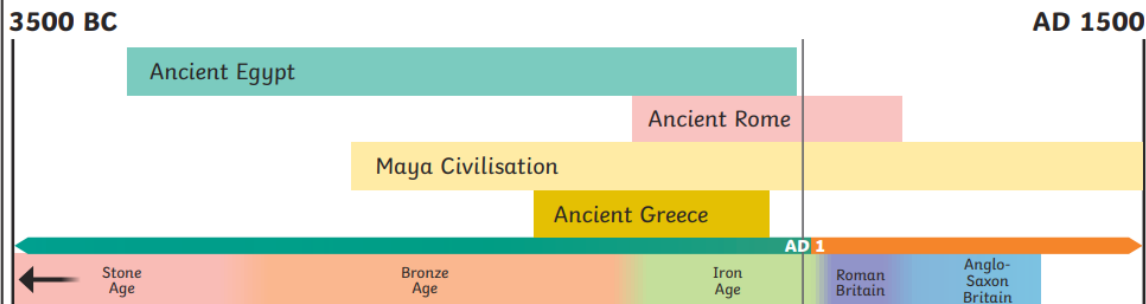 3500 BC
AD 1500
Ancient Egypt
Ancient Rome
Maya Civilisation
Ancient Greece
AD 1
Stone
Age
Bronze
Age
Iron
Age
Roman
Britain
Anglo-
Saxon
Britain